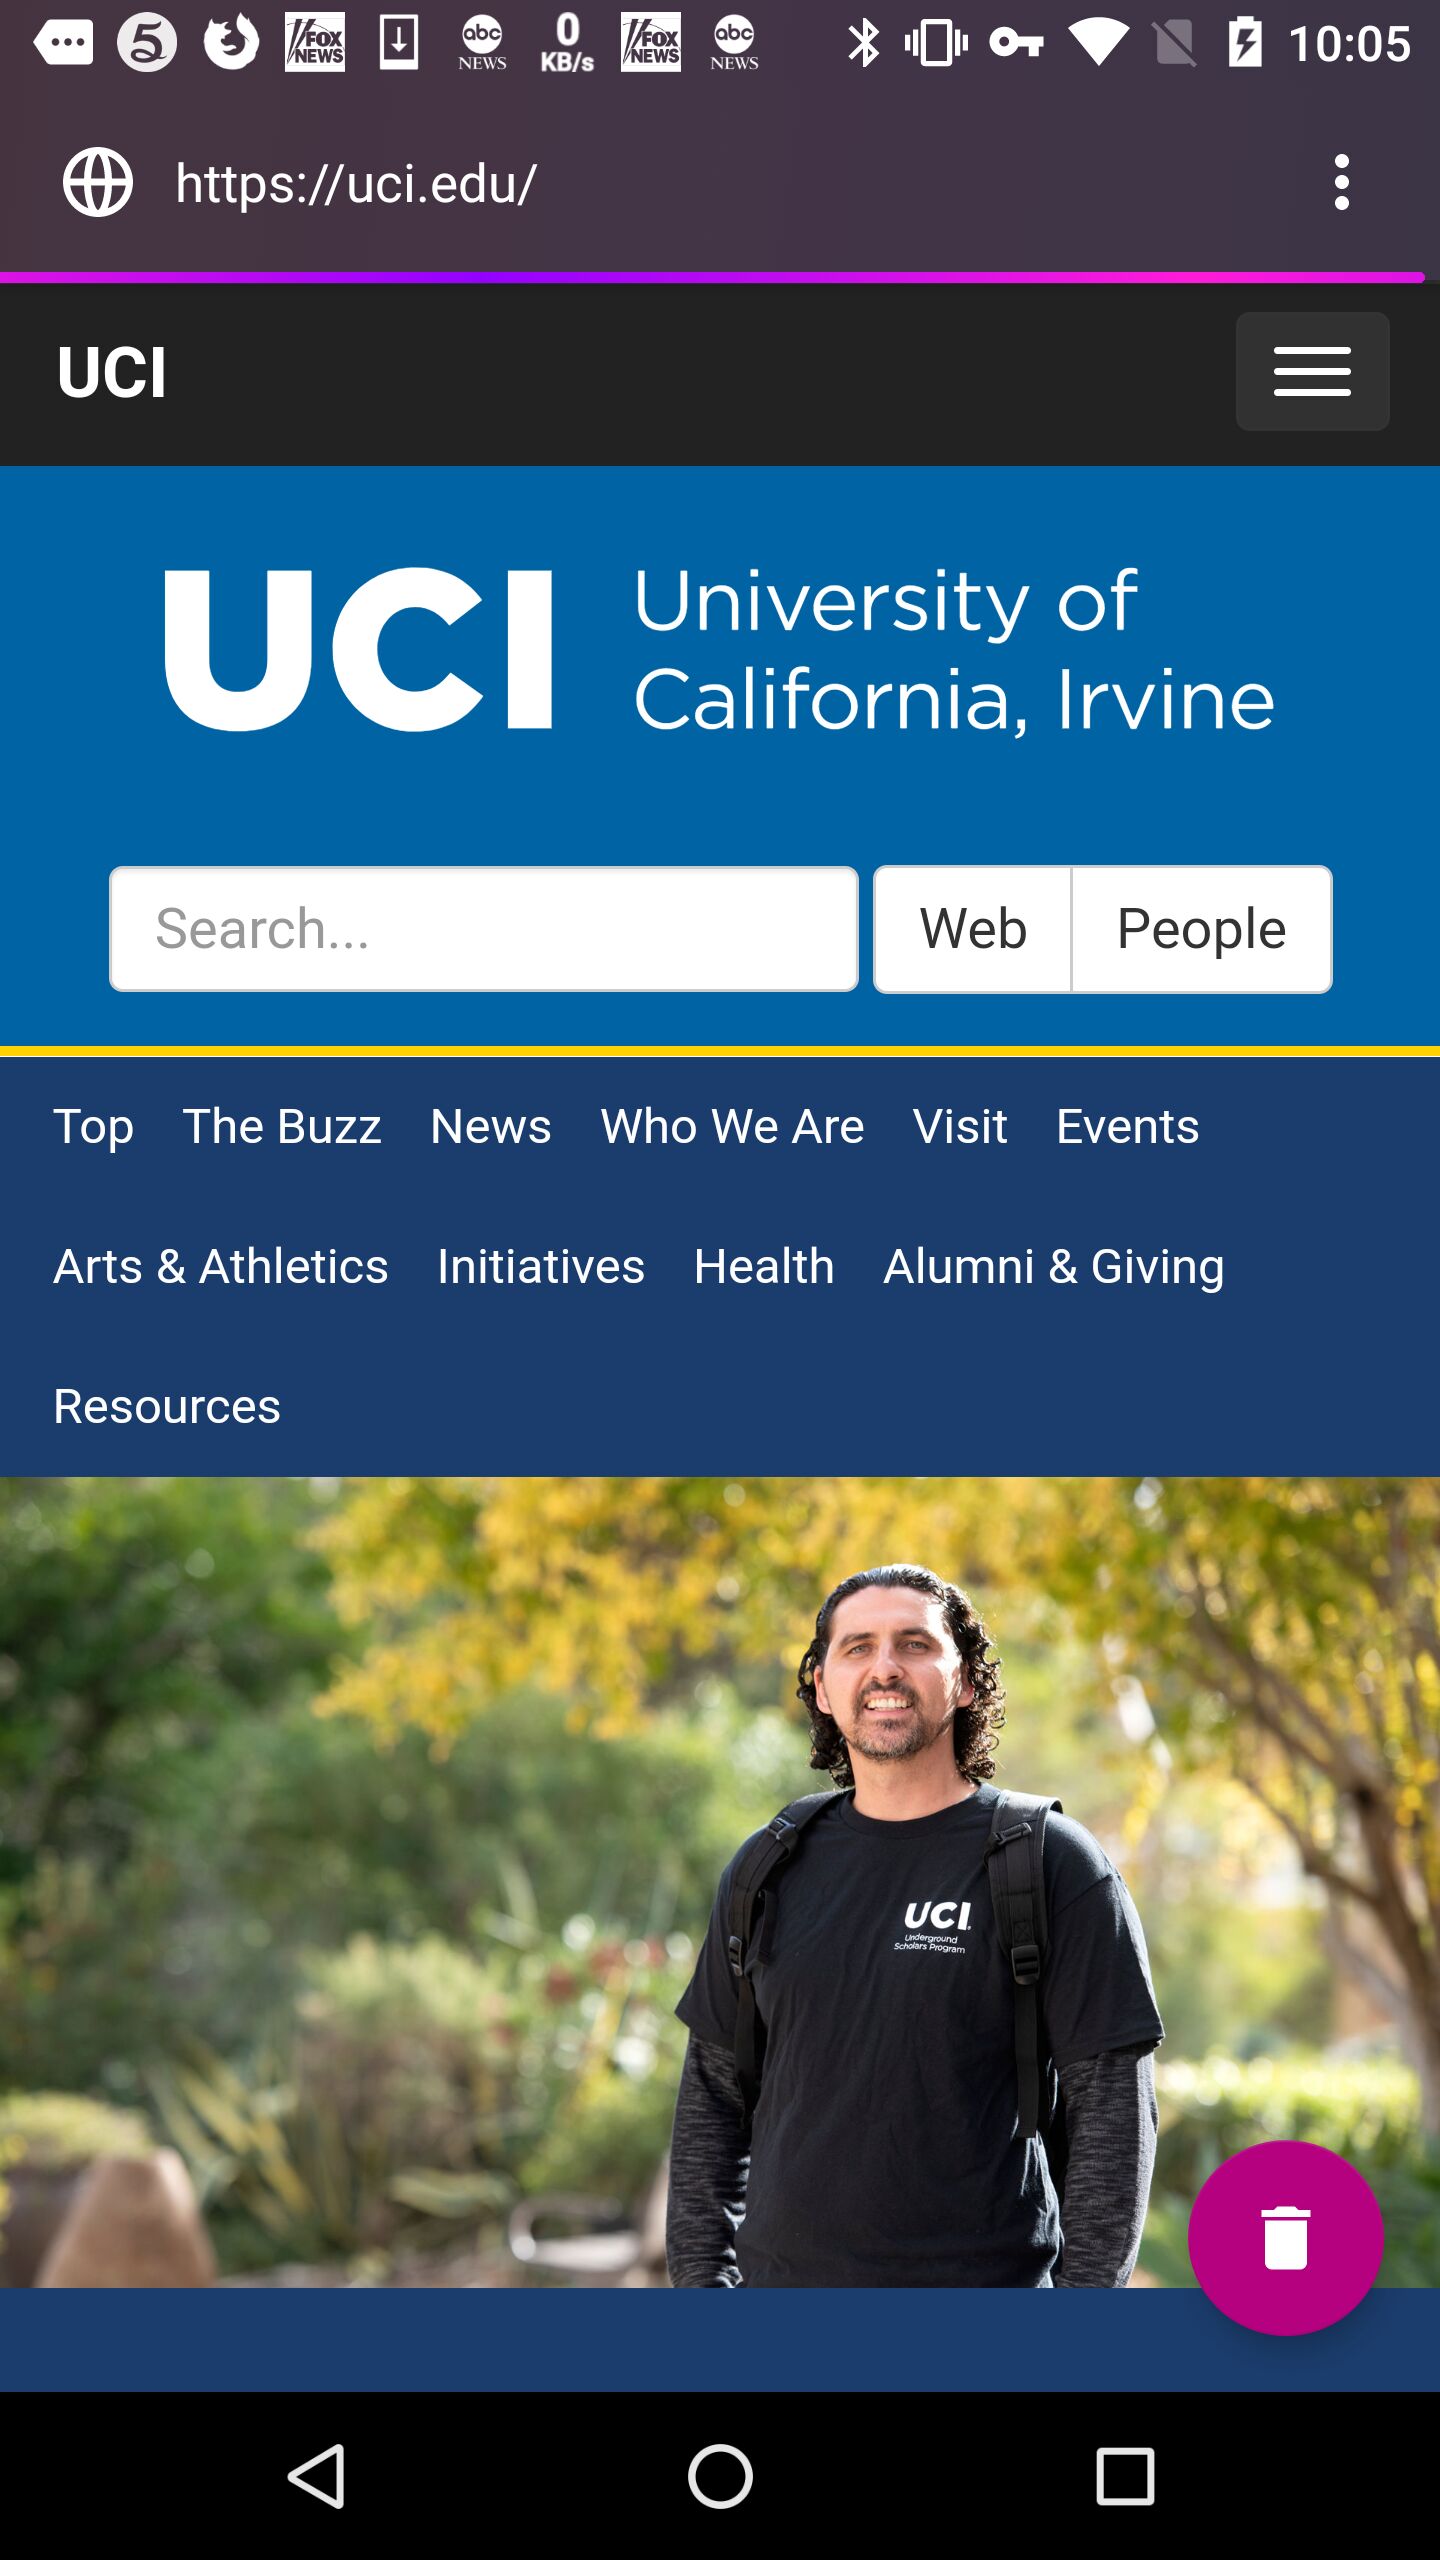 5 FOX NEWS abc NEWS 0 KB/s FOX NEWS abc NEWS 10:05
https://uci.edu/
UCI
UCI University of
California, Irvine
Search... Web People
Top The Buzz News Who We Are Visit Events
Arts & Athletics Initiatives Health Alumni & Giving
Resources
UCI
Underground
Scholars Program